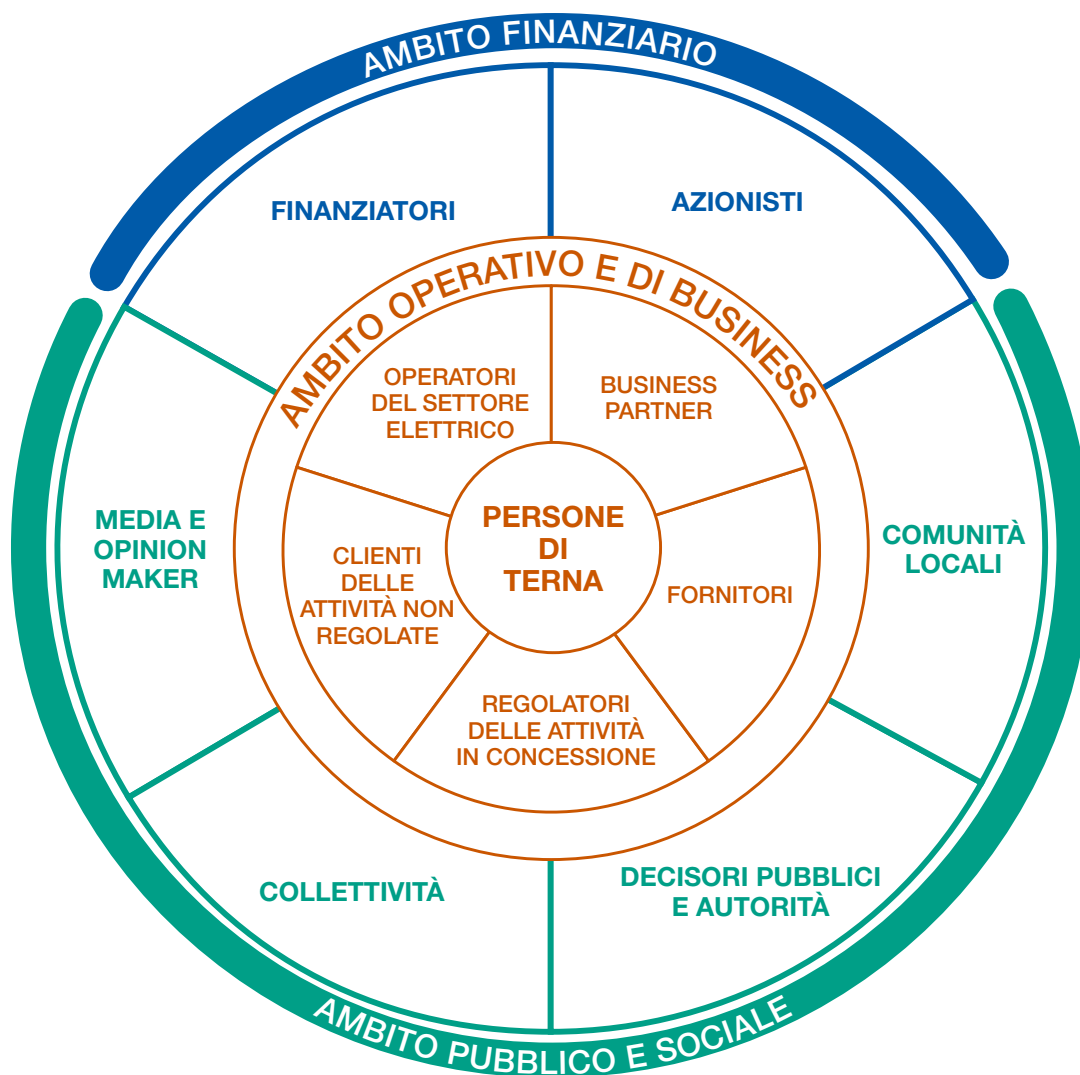 AMBITO FINANZIARIO
FINANZIATORI
AZIONISTI
AMBITO OPERATIVO E DI BUSINESS
OPERATORI
DEL SETTORE
ELETTRICO
BUSINESS
PARTNER
PERSONE
DI
TERNA
MEDIA E
OPINION
MAKER
CLIENTI
DELLE
ATTIVITÀ NON
REGOLATE
FORNITORI
COMUNITÀ
LOCALI
REGOLATORI
DELLE ATTIVITÀ
IN CONCESSIONE
COLLETTIVITÀ
DECISORI PUBBLICI
E AUTORITÀ
AMBITO PUBBLICO E SOCIALE